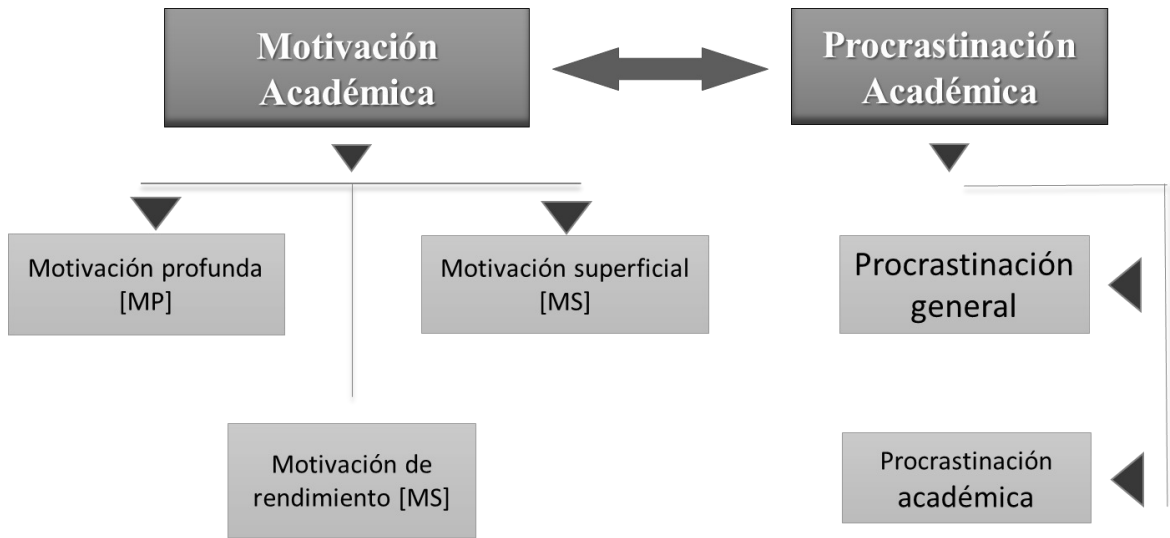 Motivación
Académica
Procrastinación
Académica
Motivación profunda
[MP]
Motivación superficial
[MS]
Motivación de
rendimiento [MS]
Procrastinación
general
Procrastinación
académica